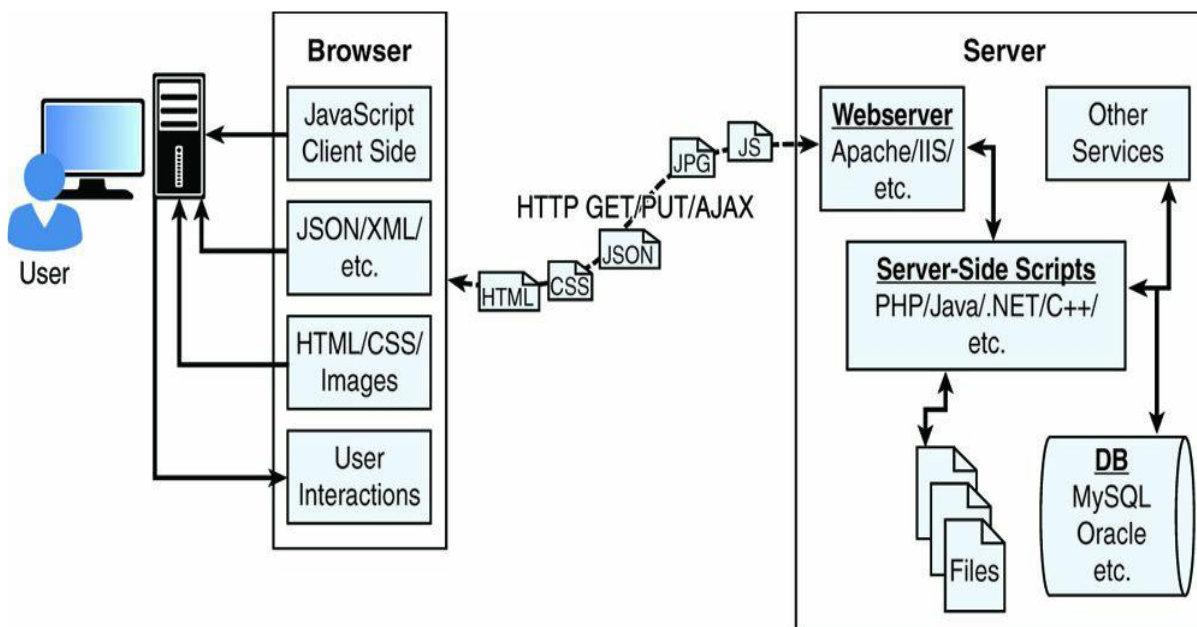 User
Browser
JavaScript
Client Side
JSON/XML/
etc.
HTML/CSS/
Images
User
Interactions
HTTP GET/PUT/AJAX
HTML
CSS
JSON
JPG
JS
Server
Webserver
Apache/IIS/
etc.
Other
Services
Server-Side Scripts
PHP/Java/.NET/C++/
etc.
Files
DB
MySQL
Oracle
etc.